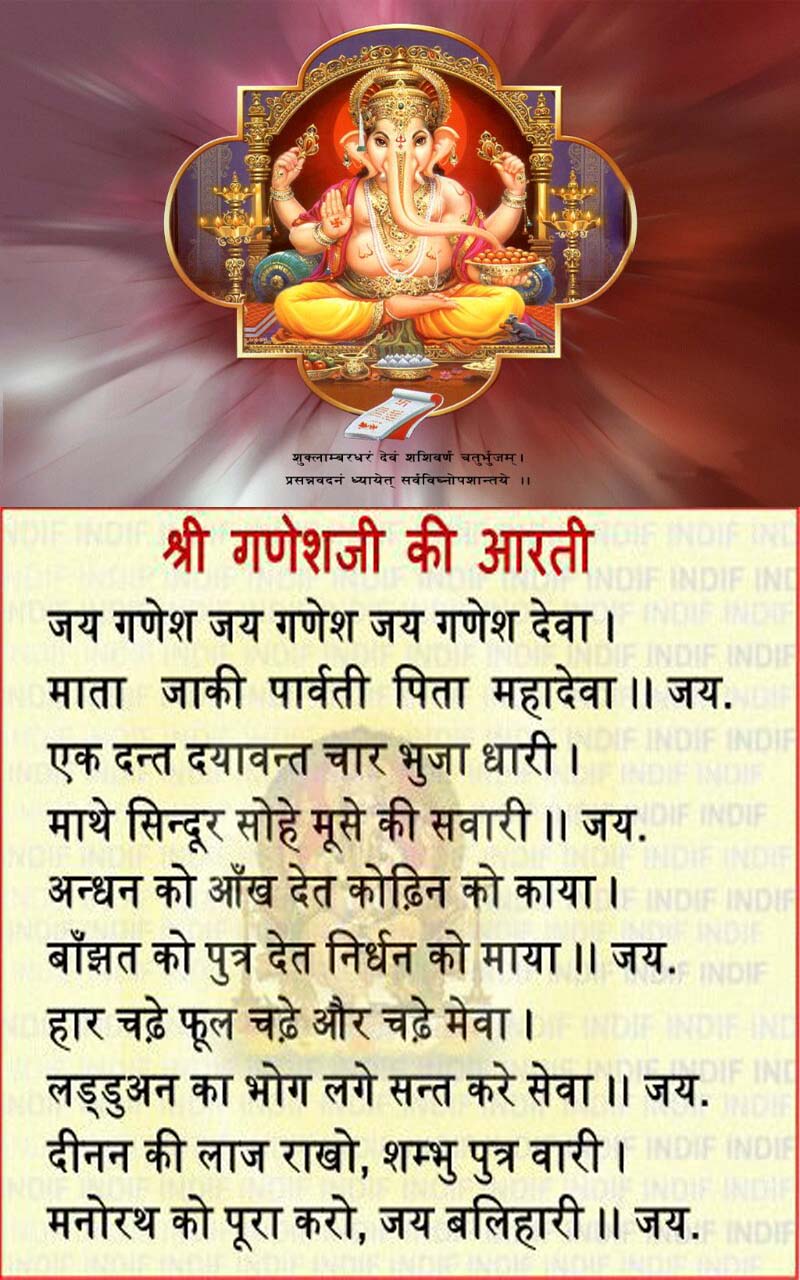 शुक्लाम्बरधरं देवं शशिवर्णं चतुर्भुजम्।
प्रसन्नवदनं ध्यायेत् सर्वविघ्नोपशान्तये ।।
श्री गणेशजी की आरती
जय गणेश जय गणेश जय गणेश देवा।
माता जाकी पार्वती पिता महादेवा।। जय.
एक दन्त दयावन्त चार भुजा धारी।
माथे सिन्दूर सोहे मूसे की सवारी।। जय.
अन्धन को आँख देत कोढ़िन को काया।
बाँझत को पुत्र देत निर्धन को माया।। जय.
हार चढ़े फूल चढ़े और चढ़े मेवा।
लड्डुअन का भोग लगे सन्त करे सेवा।। जय.
दीनन की लाज राखो, शम्भु पुत्र वारी।
मनोरथ को पूरा करो, जय बलिहारी।। जय.